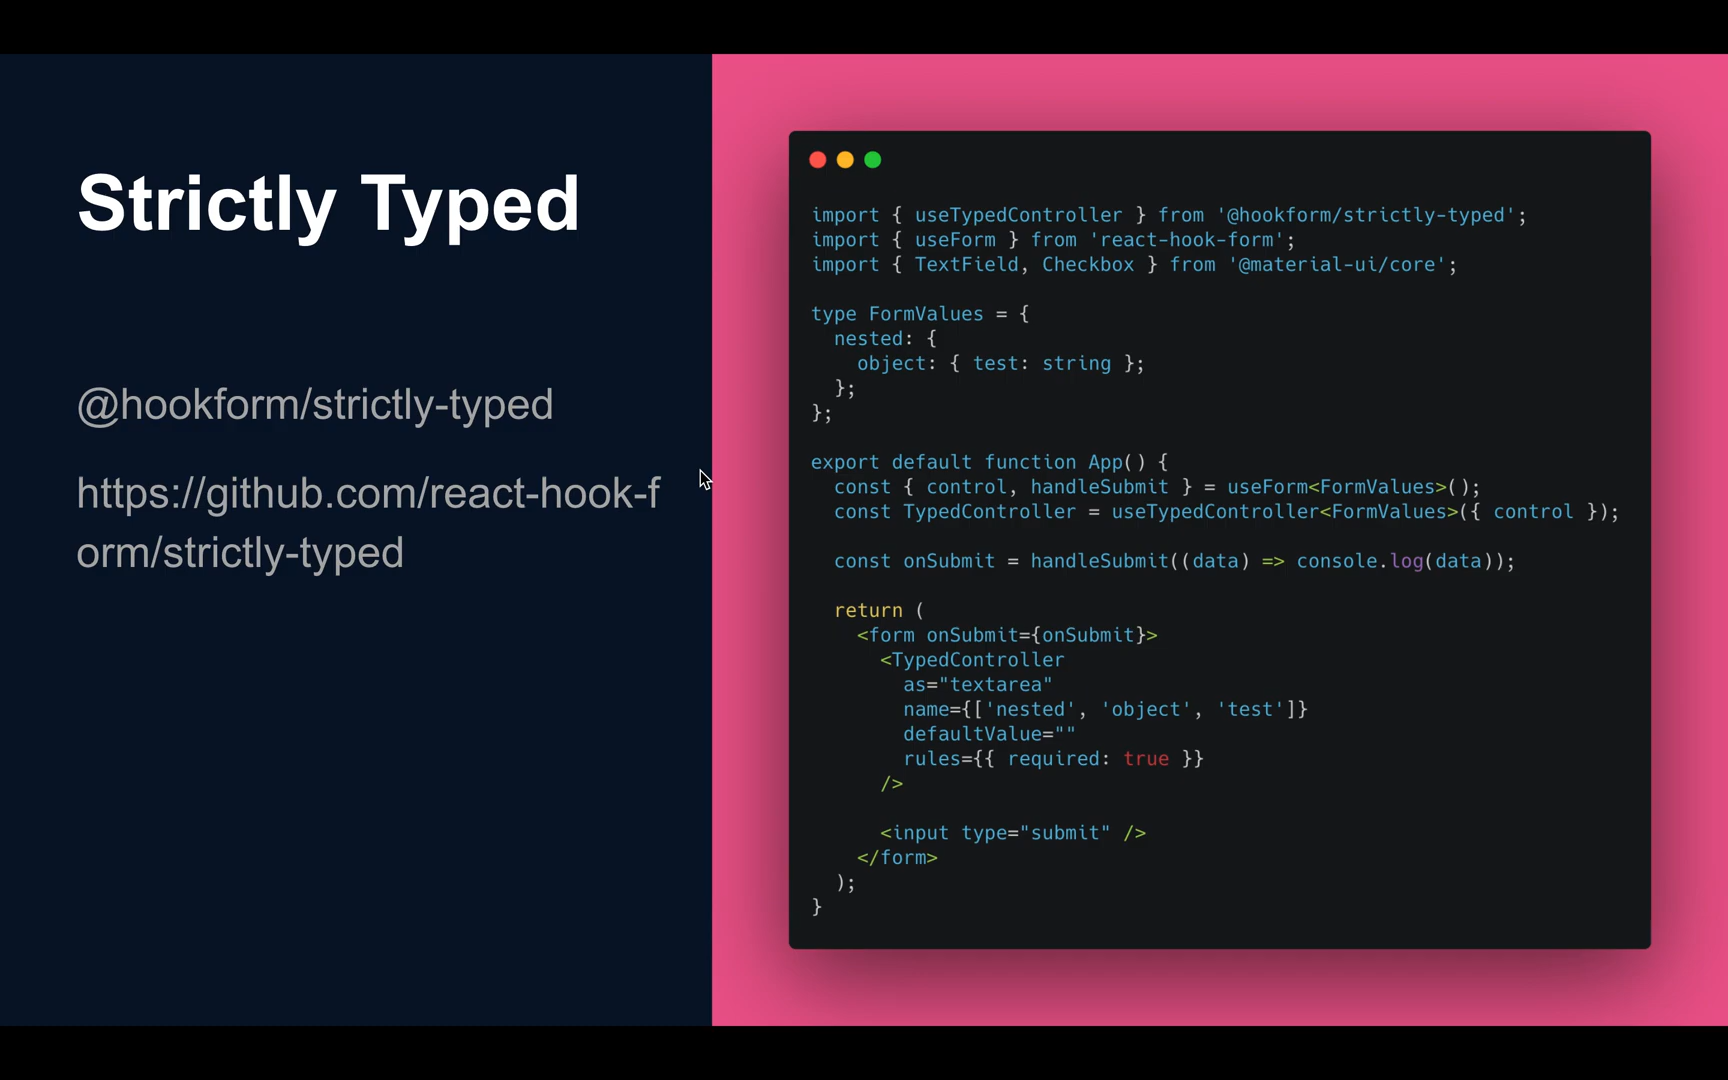 Strictly Typed
@hookform/strictly-typed
https://github.com/react-hook-f
orm/strictly-typed
import { useTypedController } from '@hookform/strictly-typed';
import { useForm } from 'react-hook-form';
import { TextField, Checkbox } from '@material-ui/core';
type FormValues = {
  nested: {
    object: { test: string };
  };
};
export default function App() {
  const { control, handleSubmit } = useForm<FormValues>();
  const TypedController = useTypedController<FormValues>({ control });
  const onSubmit = handleSubmit((data) => console.log(data));
  return (
    <form onSubmit={onSubmit}>
      <TypedController
        as="textarea"
        name={['nested', 'object', 'test']}
        defaultValue=""
        rules={{ required: true }}
      />
      <input type="submit" />
    </form>
  );
}